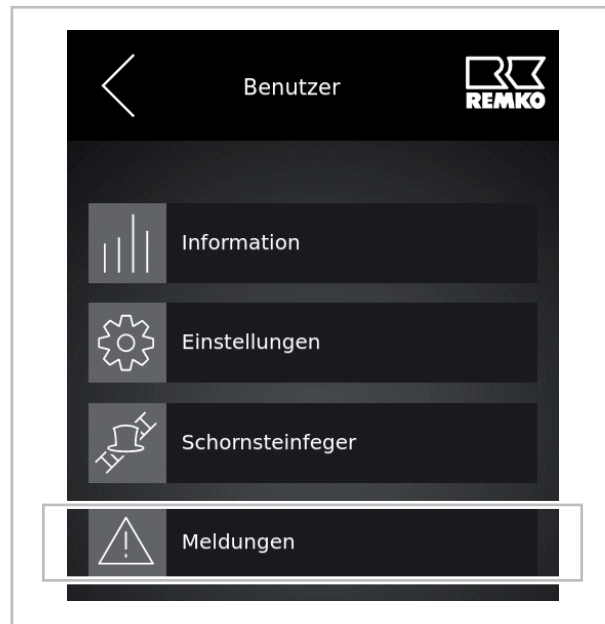 Benutzer
REMKO
Information
Einstellungen
Schornsteinfeger
Meldungen